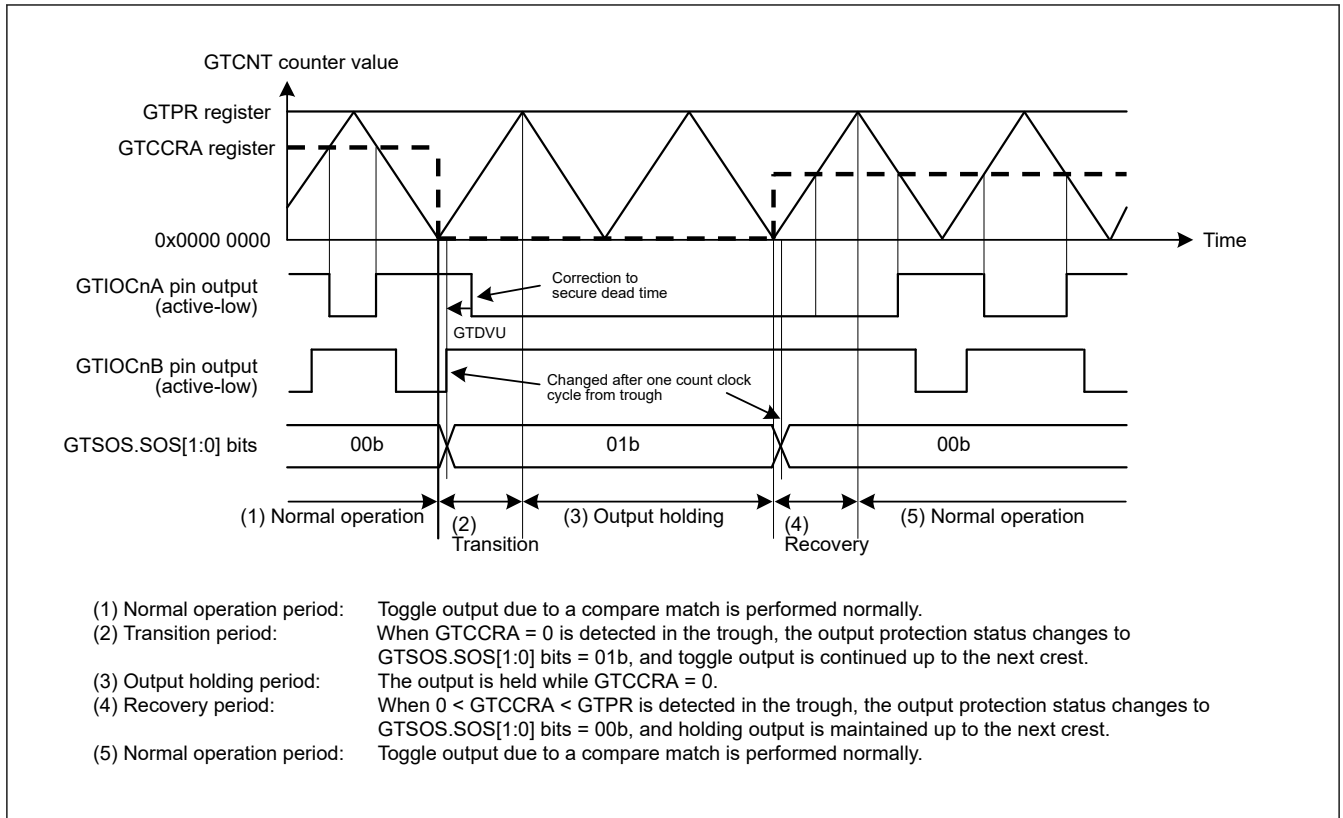 GTCNT counter value
GTPR register
GTCCRA register
0x0000 0000
Time
GTIOCnA pin output
(active-low)
Correction to
secure dead time
GTDVU
GTIOCnB pin output
(active-low)
Changed after one count clock
cycle from trough
GTSOS.SOS[1:0] bits
00b
01b
00b
(1) Normal operation
(2)
Transition
(3) Output holding
(4)
Recovery
(5) Normal operation
(1) Normal operation period: Toggle output due to a compare match is performed normally.
(2) Transition period: When GTCCRA = 0 is detected in the trough, the output protection status changes to
GTSOS.SOS[1:0] bits = 01b, and toggle output is continued up to the next crest.
(3) Output holding period: The output is held while GTCCRA = 0.
(4) Recovery period: When 0 < GTCCRA < GTPR is detected in the trough, the output protection status changes to
GTSOS.SOS[1:0] bits = 00b, and holding output is maintained up to the next crest.
(5) Normal operation period: Toggle output due to a compare match is performed normally.